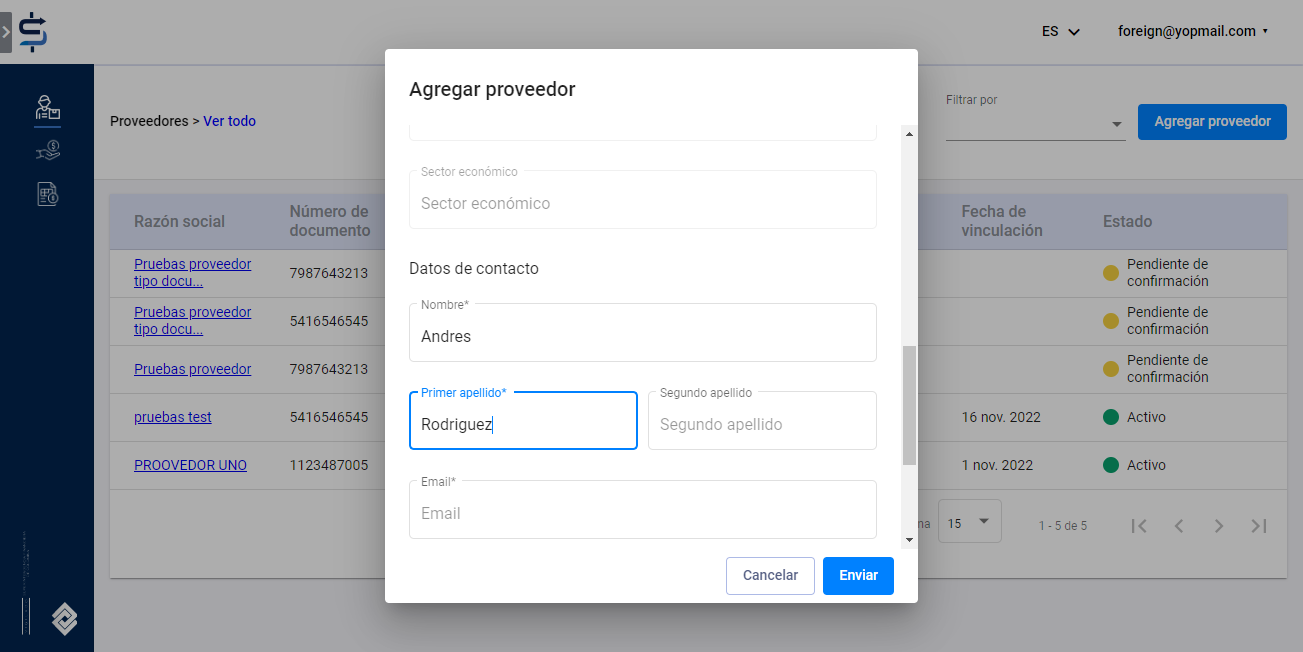 ES
foreign@yopmail.com
Agregar proveedor
Proveedores > Ver todo
Filtrar por
Agregar proveedor
Razón social
Número de
documento
Fecha de
vinculación
Estado
Pruebas proveedor
tipo docu...
7987643213
Pendiente de
confirmación
Pruebas proveedor
tipo docu...
5416546545
Pendiente de
confirmación
Pruebas proveedor
7987643213
Pendiente de
confirmación
pruebas test
5416546545
16 nov. 2022
Activo
PROOVEDOR UNO
1123487005
1 nov. 2022
Activo
15
1 - 5 de 5
Sector económico
Sector económico
Datos de contacto
Nombre*
Andres
Primer apellido*
Rodriguez
Segundo apellido
Segundo apellido
Email*
Email
Cancelar
Enviar